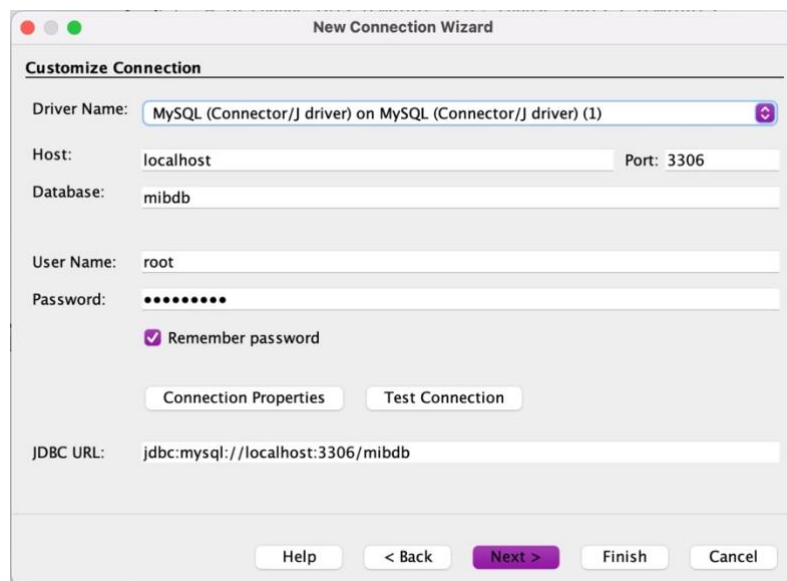 New Connection Wizard
Customize Connection
Driver Name: MySQL (Connector/J driver) on MySQL (Connector/J driver) (1)
Host: localhost Port: 3306
Database: mibdb
User Name: root
Password: •••••••••
Remember password
Connection Properties Test Connection
JDBC URL: jdbc:mysql://localhost:3306/mibdb
Help < Back Next > Finish Cancel